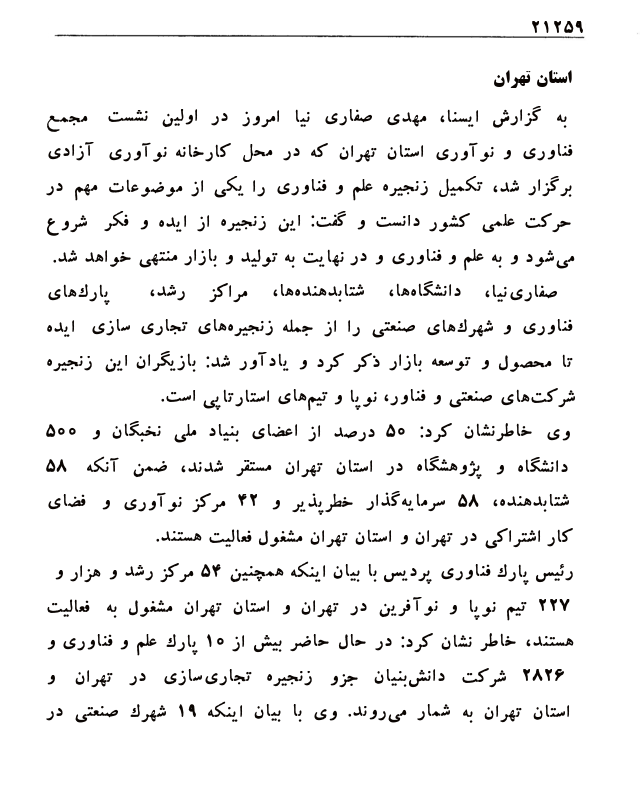 ۲۱۲۵۹
استان تهران
به گزارش ایسنا، مهدی صفاری نیا امروز در اولین نشست مجمع
فناوری و نوآوری استان تهران که در محل کارخانه نوآوری آزادی
برگزار شد، تکمیل زنجیره علم و فناوری را یکی از موضوعات مهم در
حرکت علمی کشور دانست و گفت: این زنجیره از ایده و فکر شروع
می‌شود و به علم و فناوری و در نهایت به تولید و بازار منتهی خواهد شد.
صفاری‌نیا، دانشگاه‌ها، شتابدهنده‌ها، مراکز رشد، پارك‌های
فناوری و شهرك‌های صنعتی را از جمله زنجیره‌های تجاری سازی ایده
تا محصول و توسعه بازار ذکر کرد و یادآور شد: بازیگران این زنجیره
شرکت‌های صنعتی و فناور، نوپا و تیم‌های استارتاپی است.
وی خاطرنشان کرد: ۵۰ درصد از اعضای بنیاد ملی نخبگان و ۵۰۰
دانشگاه و پژوهشگاه در استان تهران مستقر شدند، ضمن آنکه ۵۸
شتابدهنده، ۵۸ سرمایه‌گذار خطرپذیر و ۴۲ مرکز نوآوری و فضای
کار اشتراکی در تهران و استان تهران مشغول فعالیت هستند.
رئیس پارك فناوری پردیس با بیان اینکه همچنین ۵۴ مرکز رشد و هزار و
۲۲۷ تیم نوپا و نوآفرین در تهران و استان تهران مشغول به فعالیت
هستند، خاطر نشان کرد: در حال حاضر بیش از ۱۰ پارك علم و فناوری و
۲۸۲۶ شرکت دانش‌بنیان جزو زنجیره تجاری‌سازی در تهران و
استان تهران به شمار می‌روند. وی با بیان اینکه ۱۹ شهرك صنعتی در